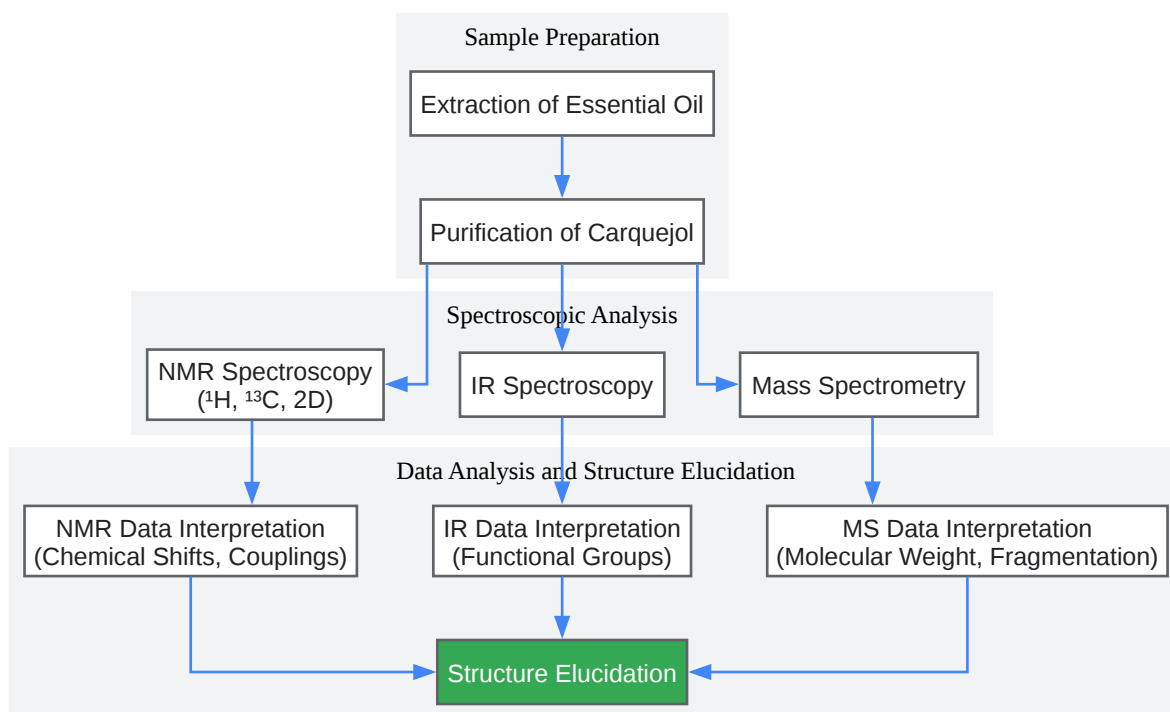 Sample Preparation
Extraction of Essential Oil
Purification of Carquejol
Spectroscopic Analysis
NMR Spectroscopy
(¹H, ¹³C, 2D)
IR Spectroscopy
Mass Spectrometry
Data Analysis and Structure Elucidation
NMR Data Interpretation
(Chemical Shifts, Couplings)
IR Data Interpretation
(Functional Groups)
MS Data Interpretation
(Molecular Weight, Fragmentation)
Structure Elucidation